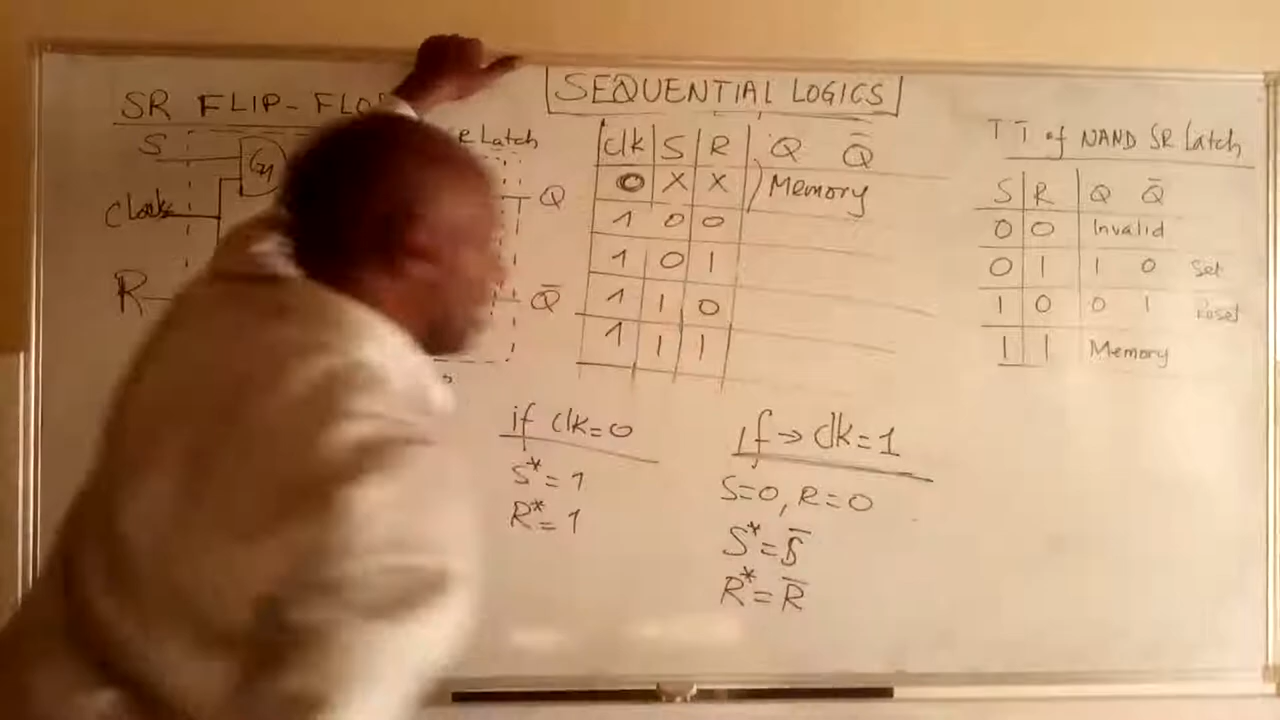 SEQUENTIAL LOGICS
SR FLIP-FLO
S
Clock
R
Latch
Q
Q̄
clk S R Q Q̄
0 X X Memory
1 0 0
1 0 1
1 1 0
1 1 1
T T of NAND SR Latch
S R Q Q̄
0 0 Invalid
0 1 1 0 Set
1 0 0 1 Reset
1 1 Memory
if clk=0
S*=1
R*=1
If → clk=1
S=0, R=0
S*=S̄
R*=R̄